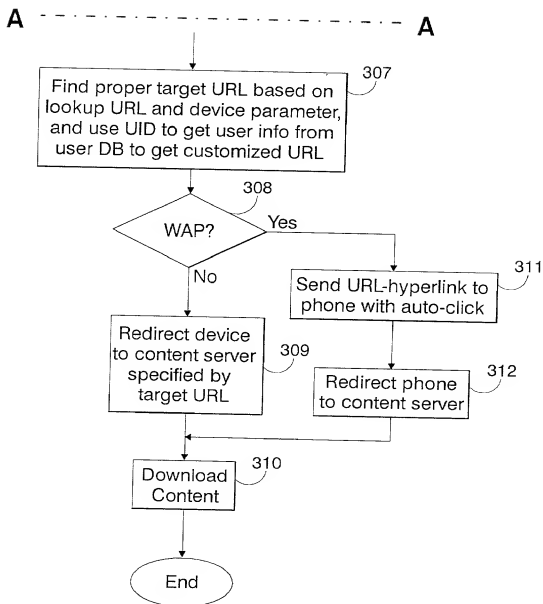 A
A
307
Find proper target URL based on
lookup URL and device parameter,
and use UID to get user info from
user DB to get customized URL
308
WAP?
Yes
No
311
Send URL-hyperlink to
phone with auto-click
Redirect device
to content server
specified by
target URL
309
312
Redirect phone
to content server
310
Download
Content
End